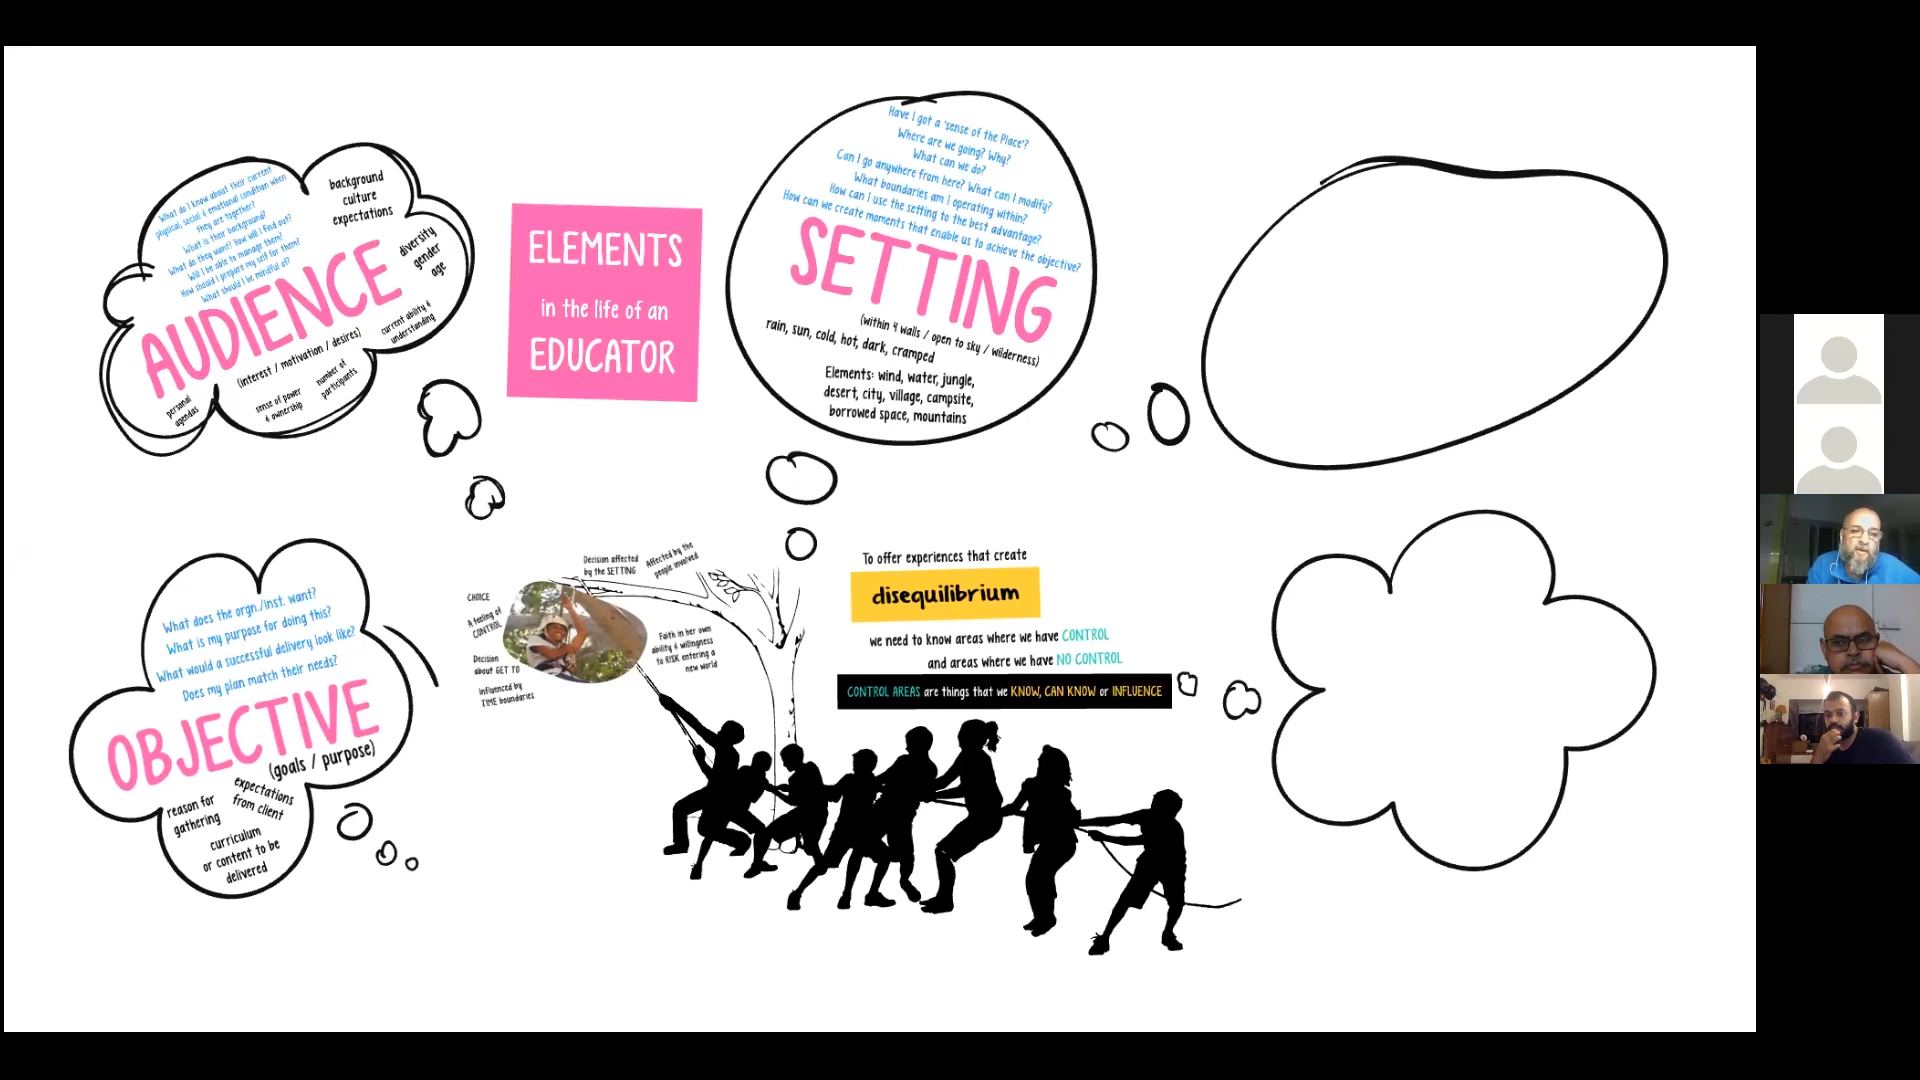 What do I know about their current
physical, social & emotional condition when
they are together?
What is their background?
What do they want? How will I find out?
Will I be able to manage them?
How should I prepare my self for them?
What should I be mindful of?
background
culture
expectations
diversity
gender
age
AUDIENCE
(interest / motivation / desires)
current ability &
understanding
number of
participants
sense of power
& ownership
personal
agendas
ELEMENTS
in the life of an
EDUCATOR
Have I got a 'sense of the Place'?
Where are we going? Why?
What can we do?
Can I go anywhere from here? What can I modify?
What boundaries am I operating within?
How can I use the setting to the best advantage?
How can we create moments that enable us to achieve the objective?
SETTING
(within 4 walls / open to sky / wilderness)
rain, sun, cold, hot, dark, cramped
Elements: wind, water, jungle,
desert, city, village, campsite,
borrowed space, mountains
What does the orgn./inst. want?
What is my purpose for doing this?
What would a successful delivery look like?
Does my plan match their needs?
OBJECTIVE
(goals / purpose)
reason for
gathering
expectations
from client
curriculum
or content to be
delivered
Decision affected
by the SETTING
Affected by the
people involved
CHOICE
A feeling of
CONTROL
Decision
about GET TO
influenced by
TIME boundaries
Faith in her own
ability & willingness
to RISK entering a
new world
To offer experiences that create
disequilibrium
we need to know areas where we have CONTROL
and areas where we have NO CONTROL
CONTROL AREAS are things that we KNOW, CAN KNOW or INFLUENCE